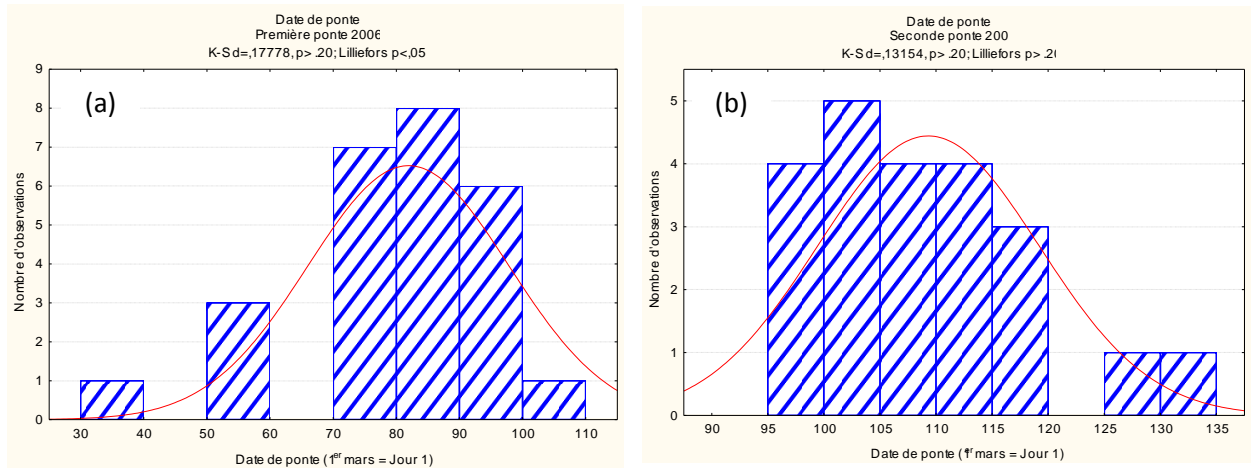 Date de ponte
Première ponte 2006
K-S d=,17778, p> .20; Lilliefors p<,05
(a)
Nombre d'observations
9
8
7
6
5
4
3
2
1
0
30 40 50 60 70 80 90 100 110
Date de ponte (1er mars = Jour 1)
Date de ponte
Seconde ponte 200
K-S d=,13154, p> .20; Lilliefors p> .20
(b)
Nombre d'observations
5
4
3
2
1
0
90 95 100 105 110 115 120 125 130 135
Date de ponte (1er mars = Jour 1)